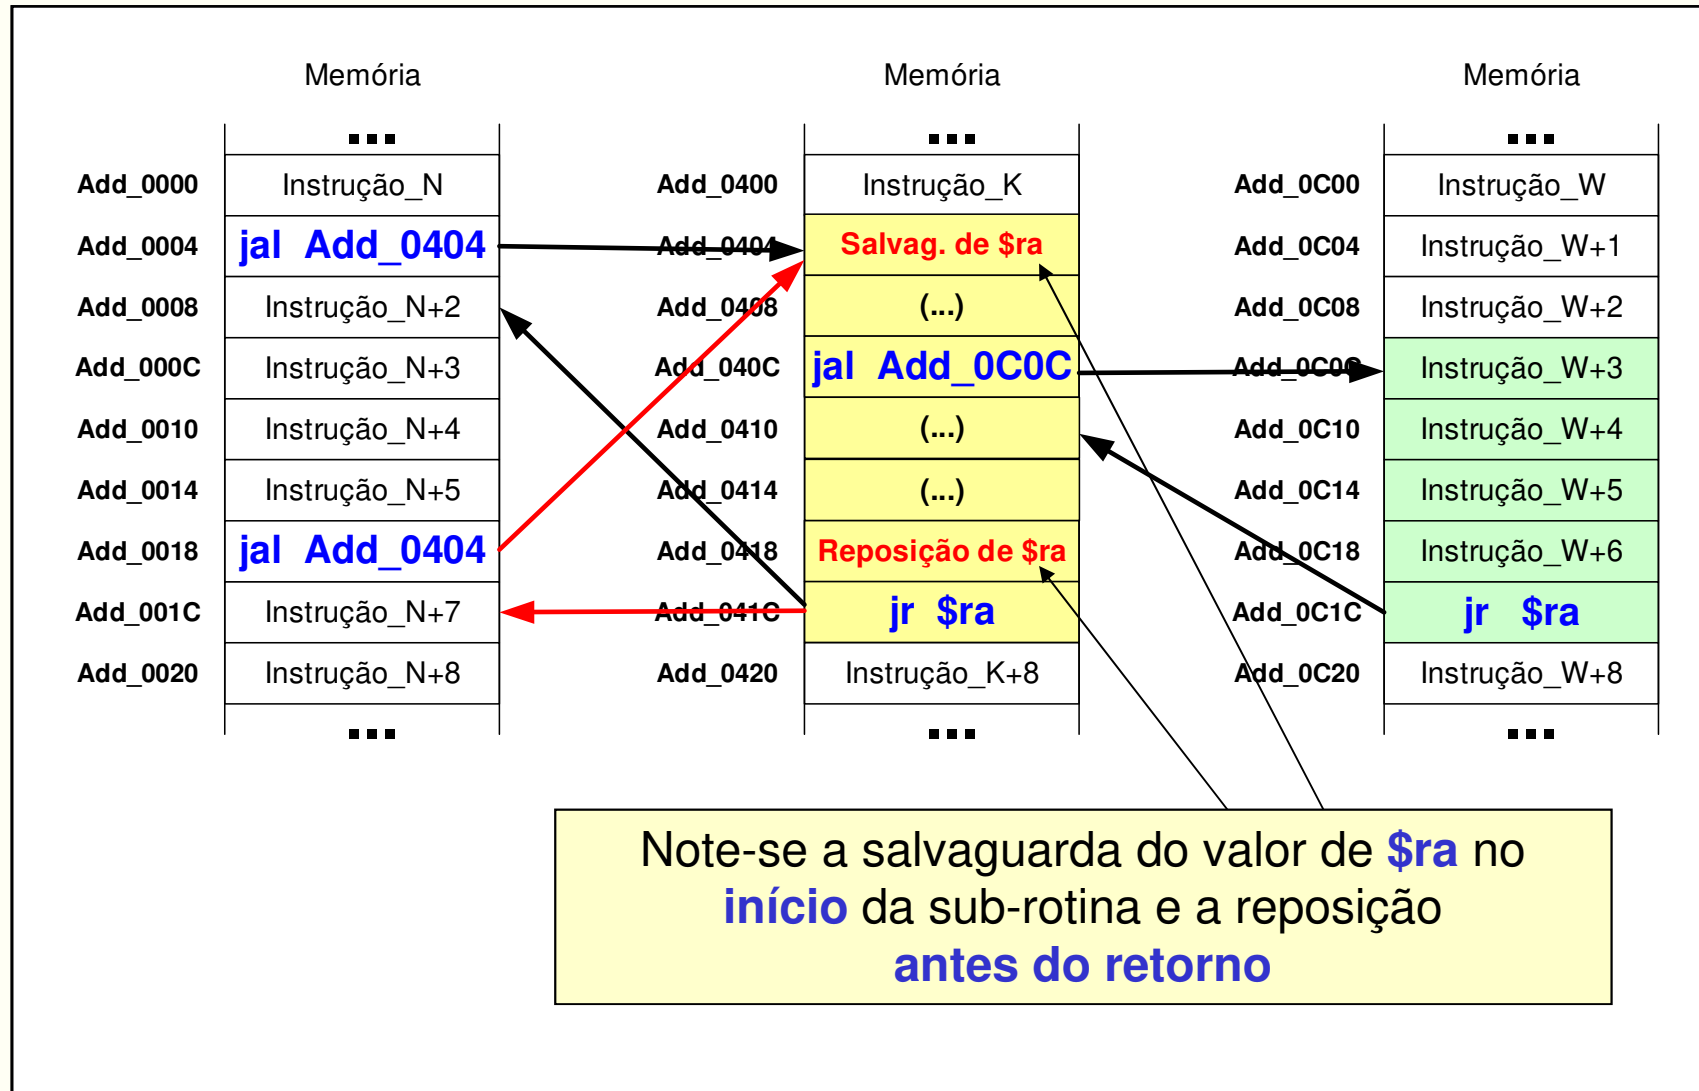 Memória Memória Memória
... ... ...
Add_0000 Instrução_N Add_0400 Instrução_K Add_0C00 Instrução_W
Add_0004 jal Add_0404 Add_0404 Salvag. de $ra Add_0C04 Instrução_W+1
Add_0008 Instrução_N+2 Add_0408 (...) Add_0C08 Instrução_W+2
Add_000C Instrução_N+3 Add_040C jal Add_0C0C Add_0C0C Instrução_W+3
Add_0010 Instrução_N+4 Add_0410 (...) Add_0C10 Instrução_W+4
Add_0014 Instrução_N+5 Add_0414 (...) Add_0C14 Instrução_W+5
Add_0018 jal Add_0404 Add_0418 Reposição de $ra Add_0C18 Instrução_W+6
Add_001C Instrução_N+7 Add_041C jr $ra Add_0C1C jr $ra
Add_0020 Instrução_N+8 Add_0420 Instrução_K+8 Add_0C20 Instrução_W+8
... ... ...
Note-se a salvaguarda do valor de $ra no
início da sub-rotina e a reposição
antes do retorno